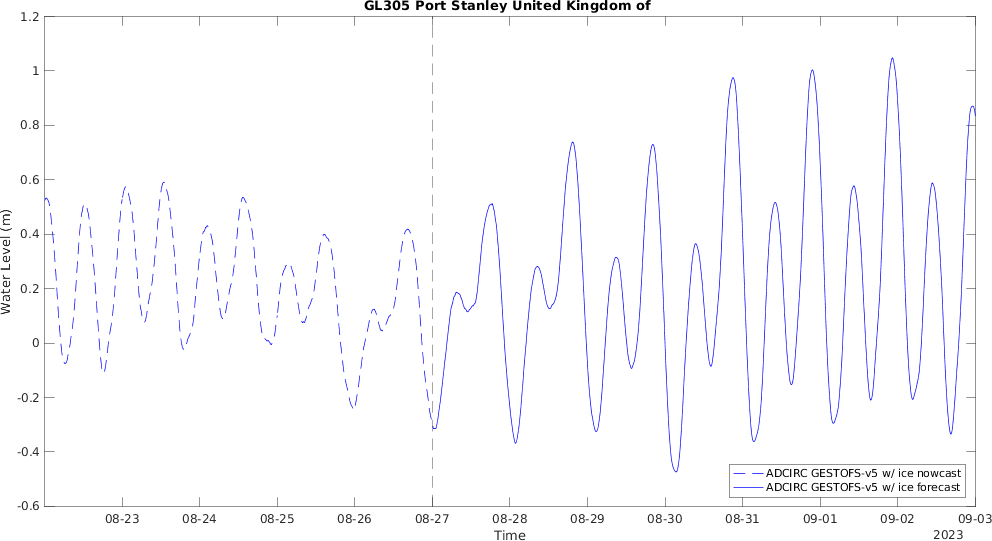 GL305 Port Stanley United Kingdom of
1.2
1
0.8
0.6
0.4
0.2
0
-0.2
-0.4
-0.6
Water Level (m)
ADCIRC GESTOFS-v5 w/ ice nowcast
ADCIRC GESTOFS-v5 w/ ice forecast
08-23 08-24 08-25 08-26 08-27 08-28 08-29 08-30 08-31 09-01 09-02 09-03
Time
2023